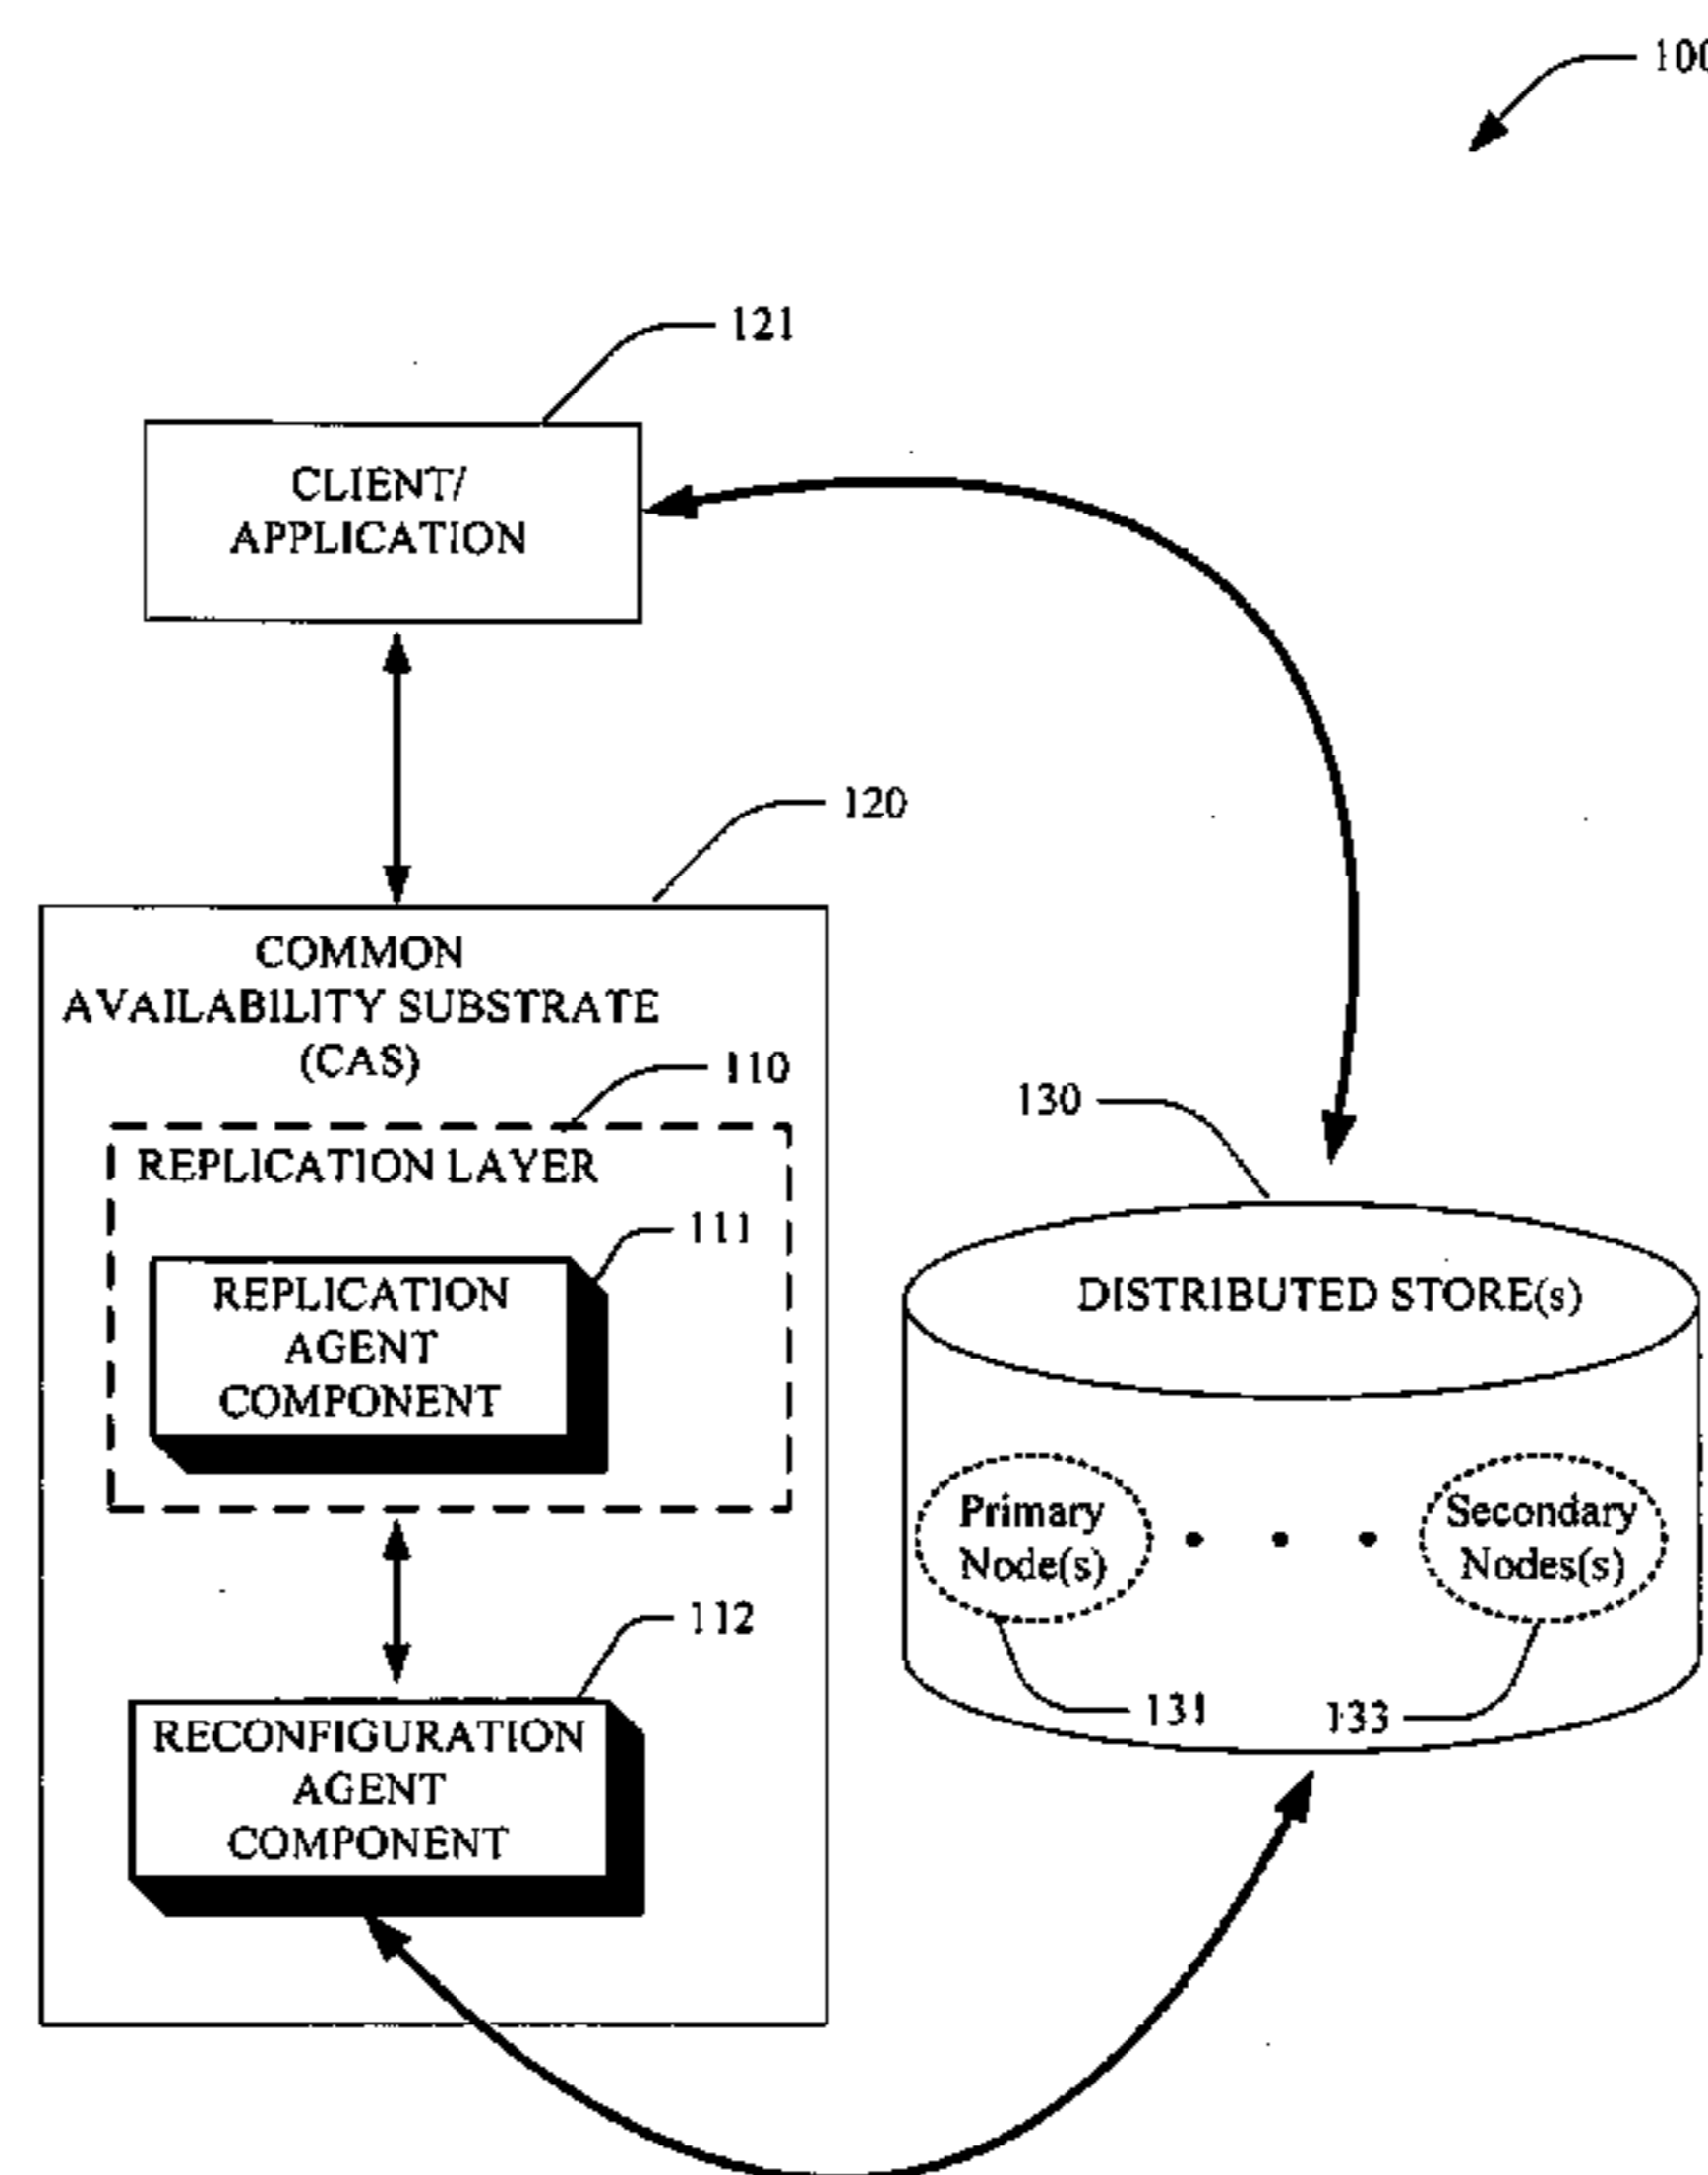 100
121
CLIENT/
APPLICATION
120
COMMON
AVAILABILITY SUBSTRATE
(CAS)
110
REPLICATION LAYER
111
REPLICATION
AGENT
COMPONENT
112
RECONFIGURATION
AGENT
COMPONENT
130
DISTRIBUTED STORE(s)
Primary
Node(s)
Secondary
Nodes(s)
131
133